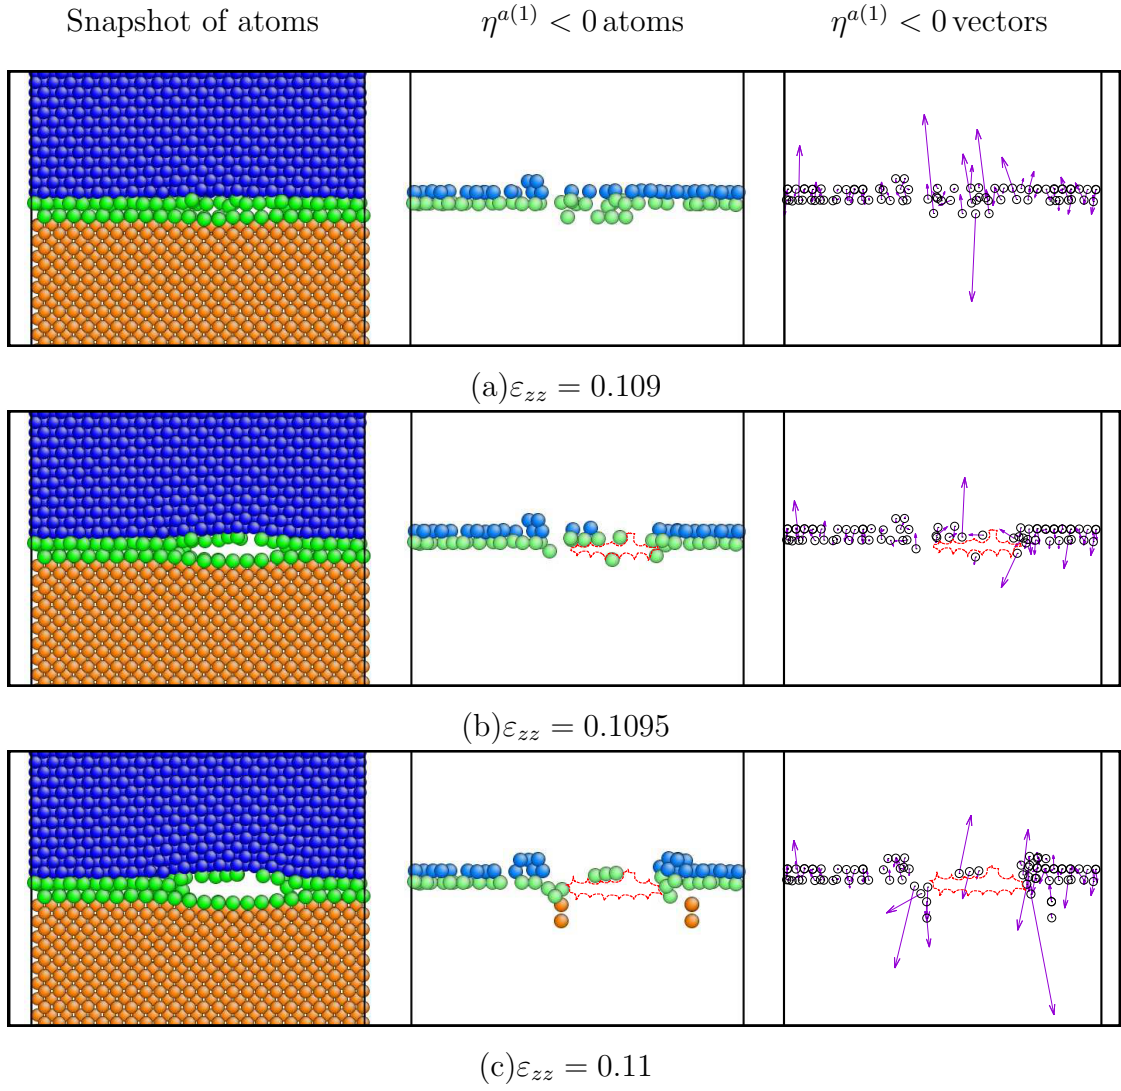 Snapshot of atoms
η^{a(1)} < 0 atoms
η^{a(1)} < 0 vectors
(a)ε_{zz} = 0.109
(b)ε_{zz} = 0.1095
(c)ε_{zz} = 0.11